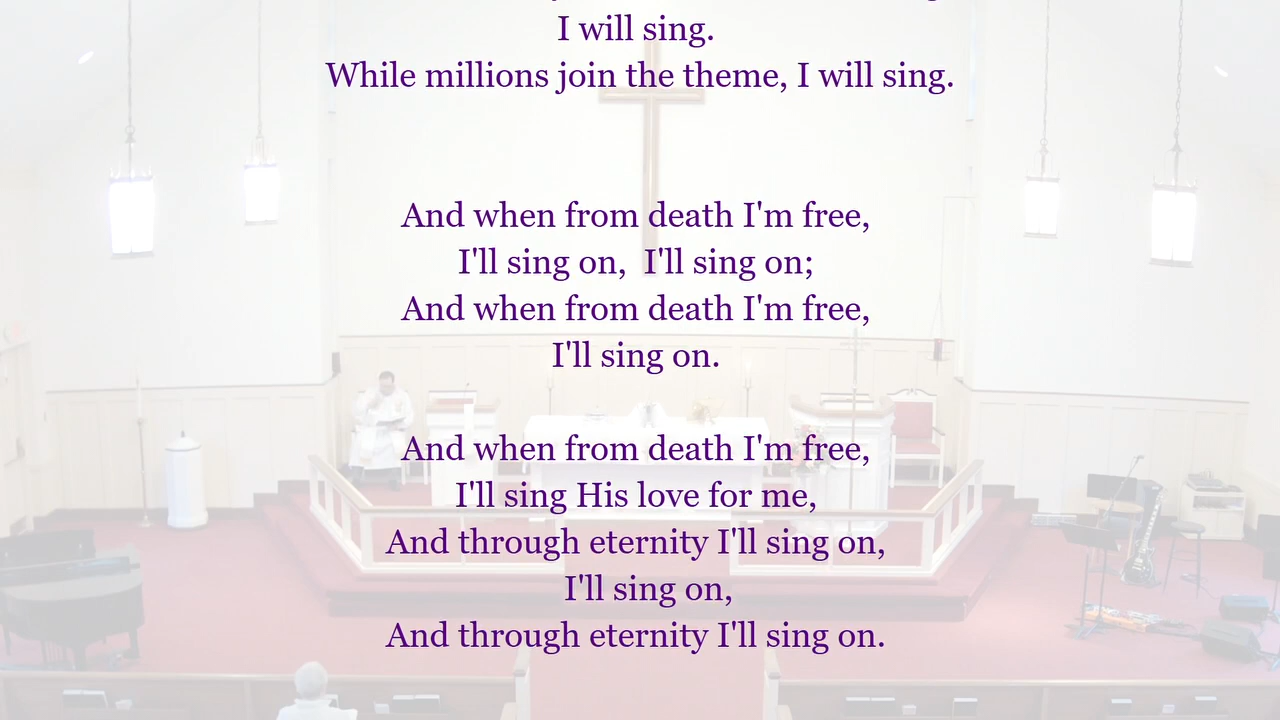 I will sing.
While millions join the theme, I will sing.
And when from death I'm free,
I'll sing on,  I'll sing on;
And when from death I'm free,
I'll sing on.
And when from death I'm free,
I'll sing His love for me,
And through eternity I'll sing on,
I'll sing on,
And through eternity I'll sing on.